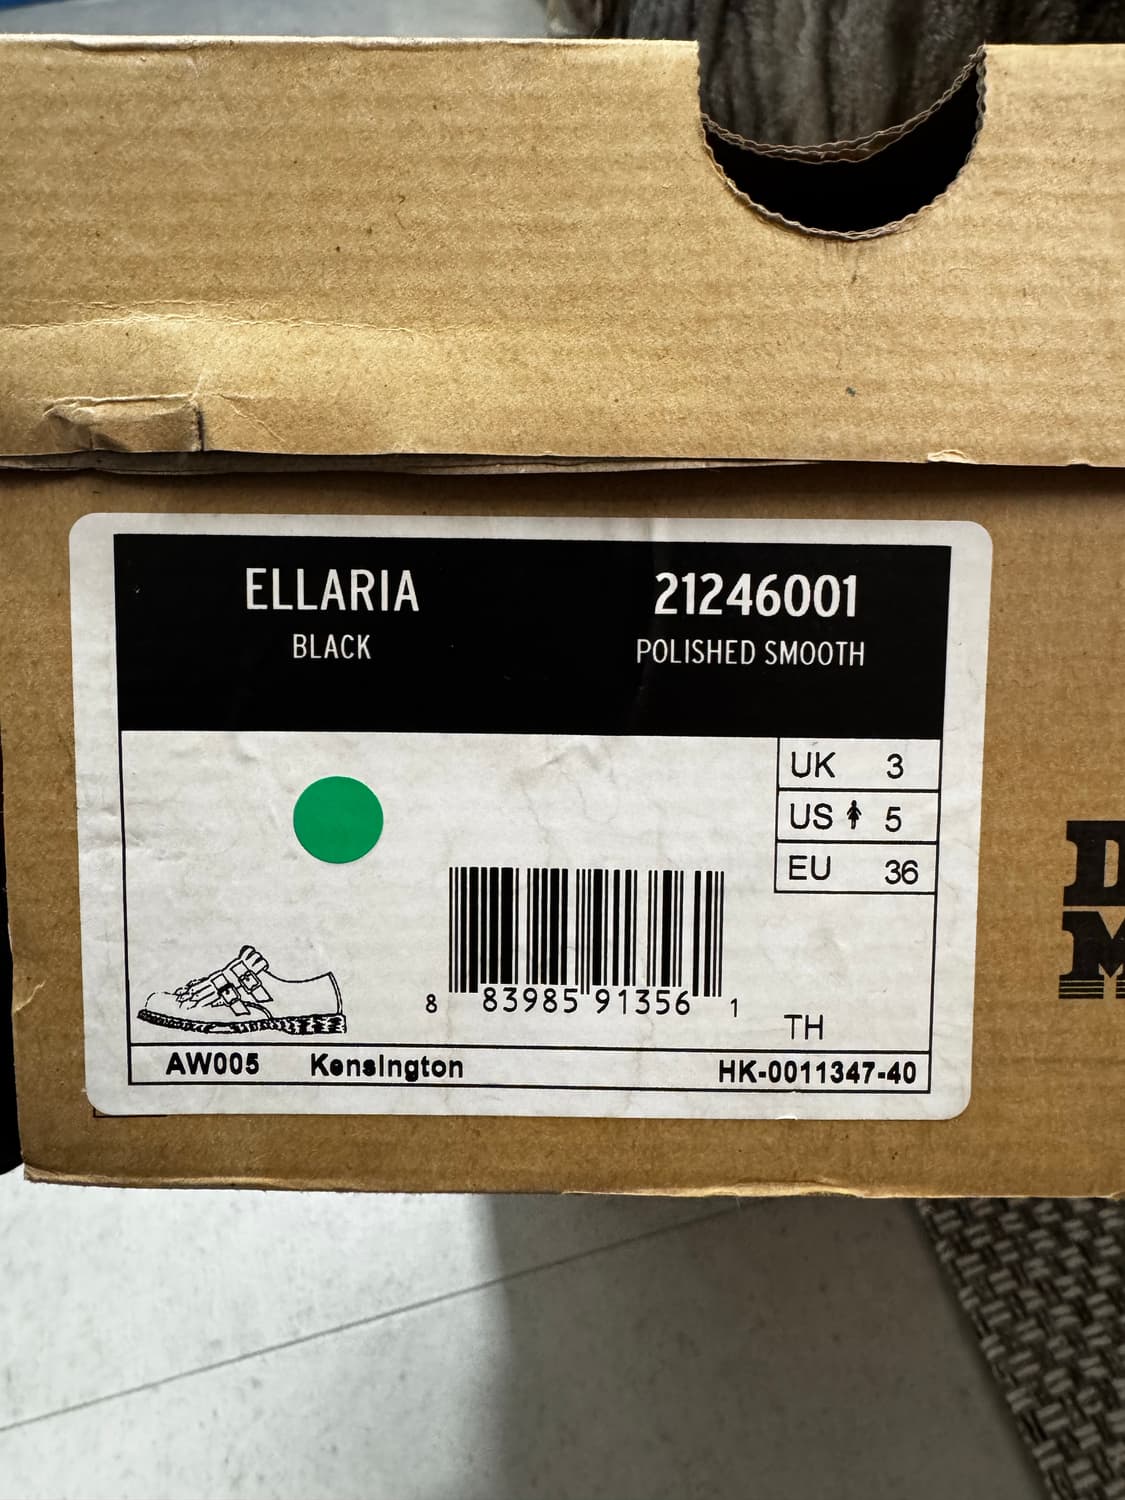 ELLARIA
BLACK
21246001
POLISHED SMOOTH
UK 3
US 5
EU 36
8 83985 91356 1
TH
AW005 Kensington HK-0011347-40
D
M